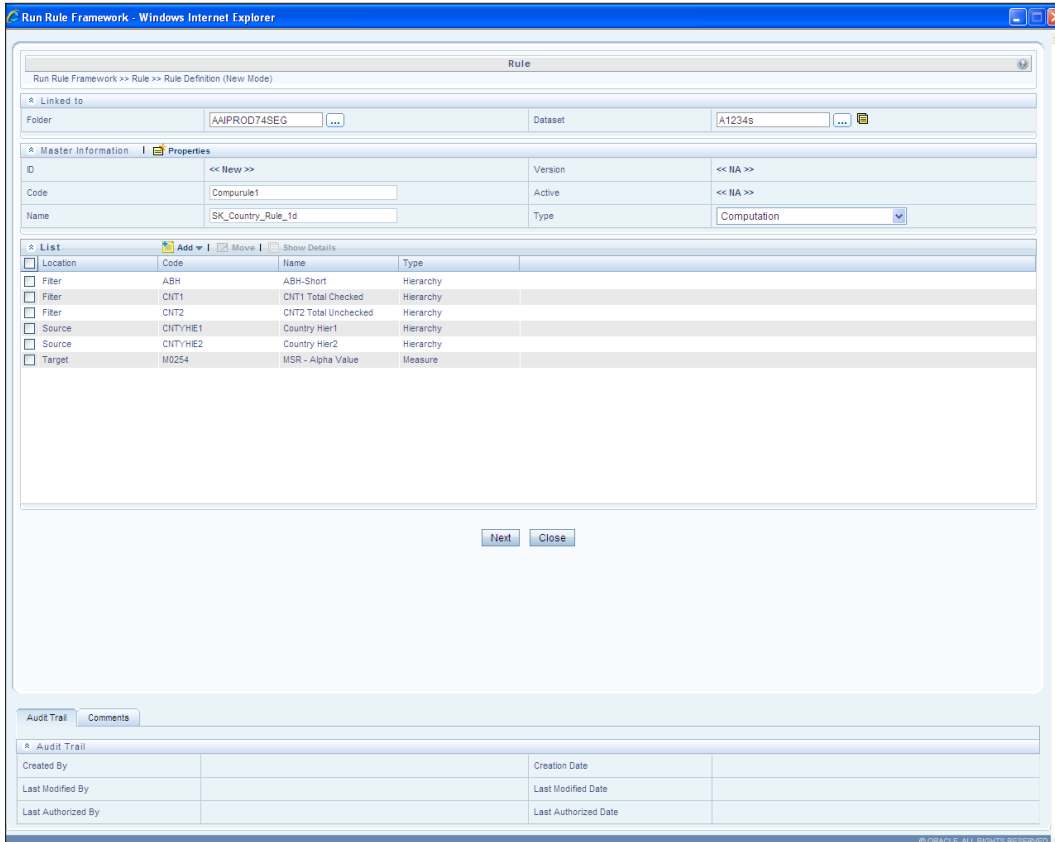 Run Rule Framework - Windows Internet Explorer
Rule
Run Rule Framework >> Rule >> Rule Definition (New Mode)
Linked to
Folder AAIPROD74SEG ... Dataset A1234s ...
Master Information | Properties
ID << New >> Version << NA >>
Code Compurule1 Active << NA >>
Name SK_Country_Rule_1d Type Computation
List Add | Move | Show Details
Location Code Name Type
Filter ABH ABH-Short Hierarchy
Filter CNT1 CNT1 Total Checked Hierarchy
Filter CNT2 CNT2 Total Unchecked Hierarchy
Source CNTYHIE1 Country Hier1 Hierarchy
Source CNTYHIE2 Country Hier2 Hierarchy
Target M0254 MSR - Alpha Value Measure
Next Close
Audit Trail Comments
Audit Trail
Created By Creation Date
Last Modified By Last Modified Date
Last Authorized By Last Authorized Date
© ORACLE ALL RIGHTS RESERVED